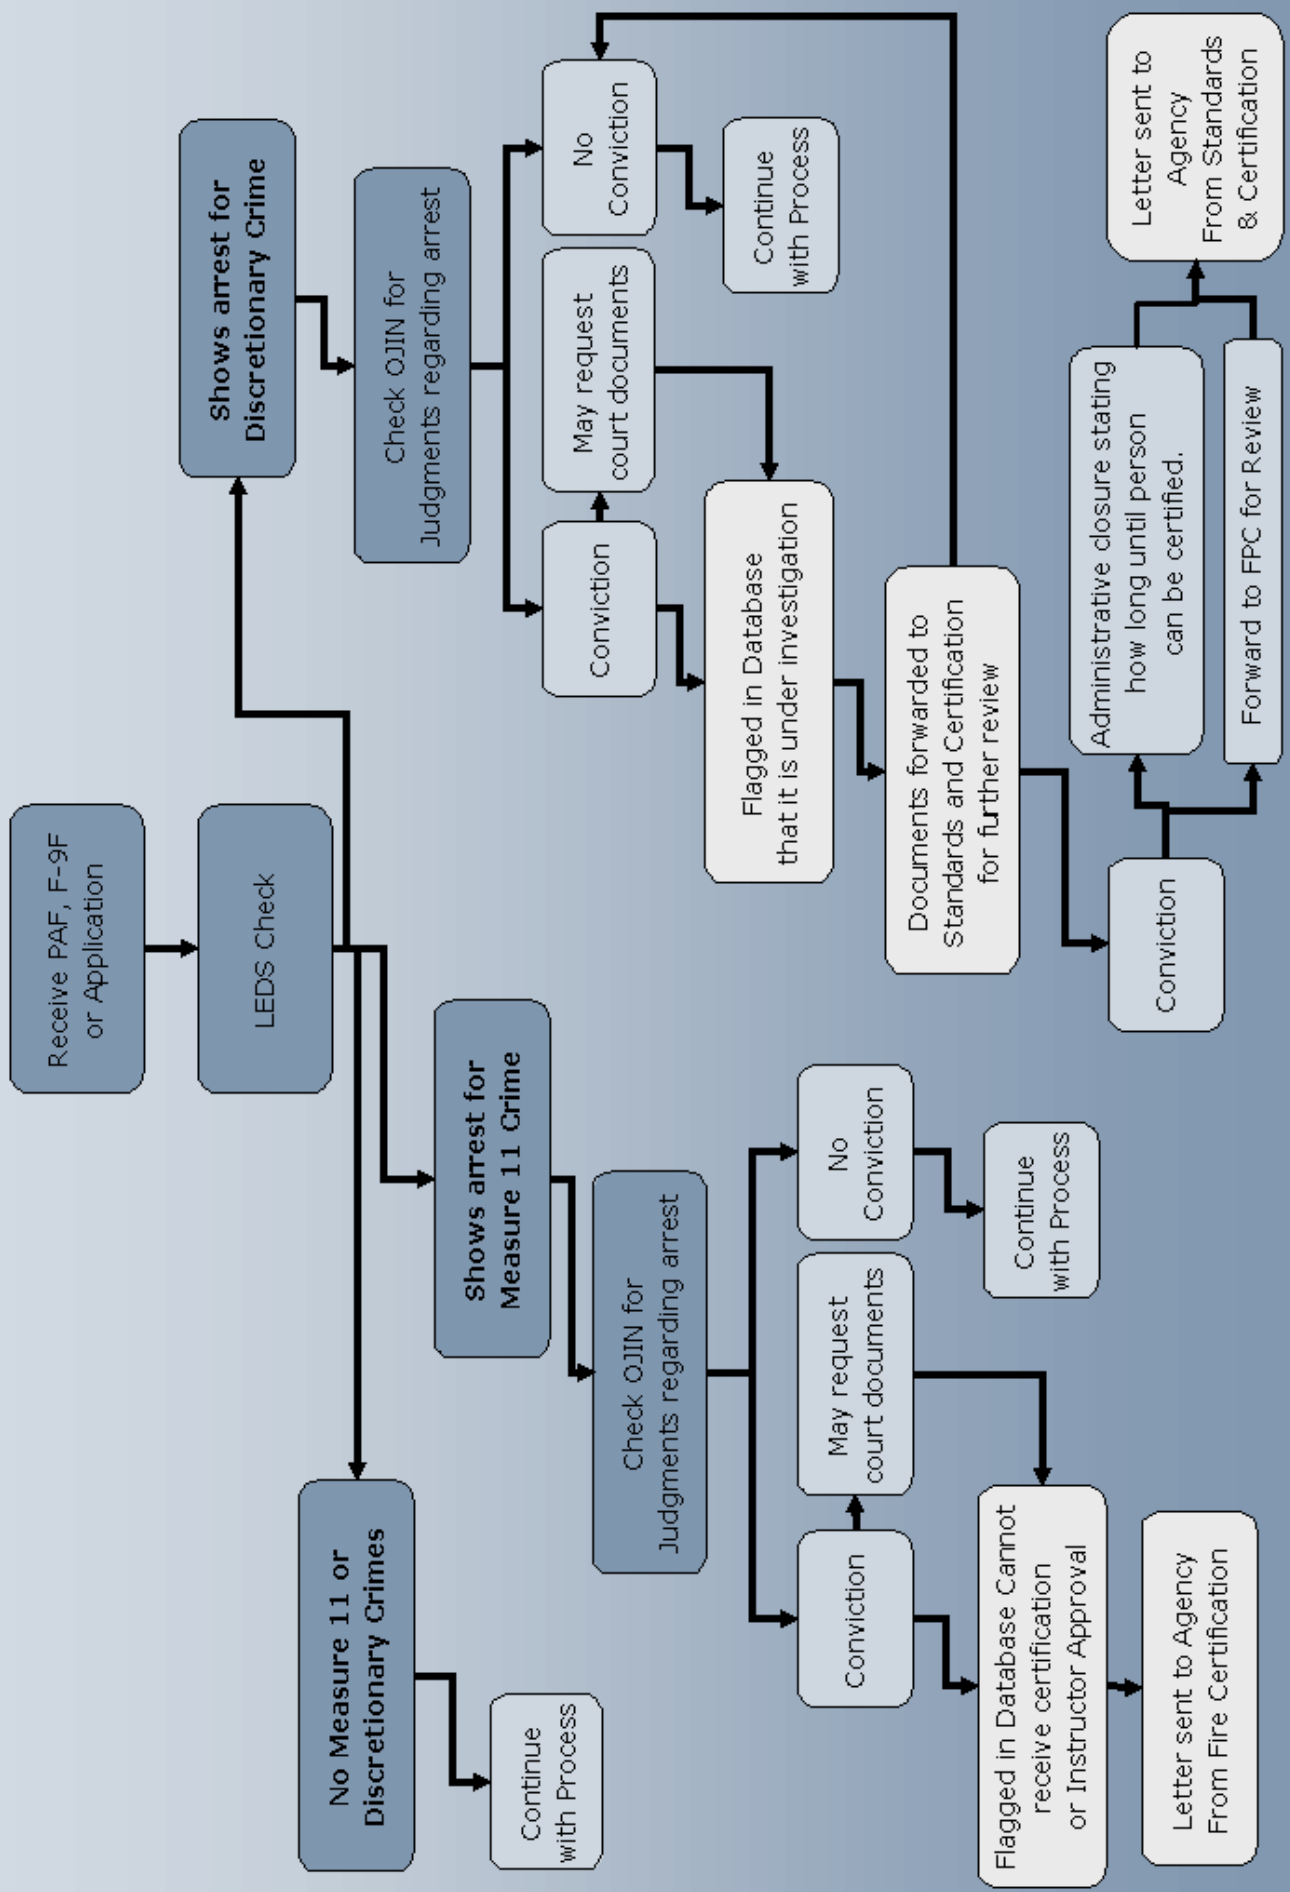 Receive PAF, F-9F
or Application
LEDS Check
No Measure 11 or
Discretionary Crimes
Continue
with Process
Shows arrest for
Measure 11 Crime
Check OJIN for
Judgments regarding arrest
Conviction
May request
court documents
No
Conviction
Continue
with Process
Flagged in Database Cannot
receive certification
or Instructor Approval
Letter sent to Agency
From Fire Certification
Shows arrest for
Discretionary Crime
Check OJIN for
Judgments regarding arrest
Conviction
May request
court documents
No
Conviction
Continue
with Process
Flagged in Database
that it is under investigation
Documents forwarded to
Standards and Certification
for further review
Conviction
Administrative closure stating
how long until person
can be certified.
Forward to FPC for Review
Letter sent to
Agency
From Standards
& Certification